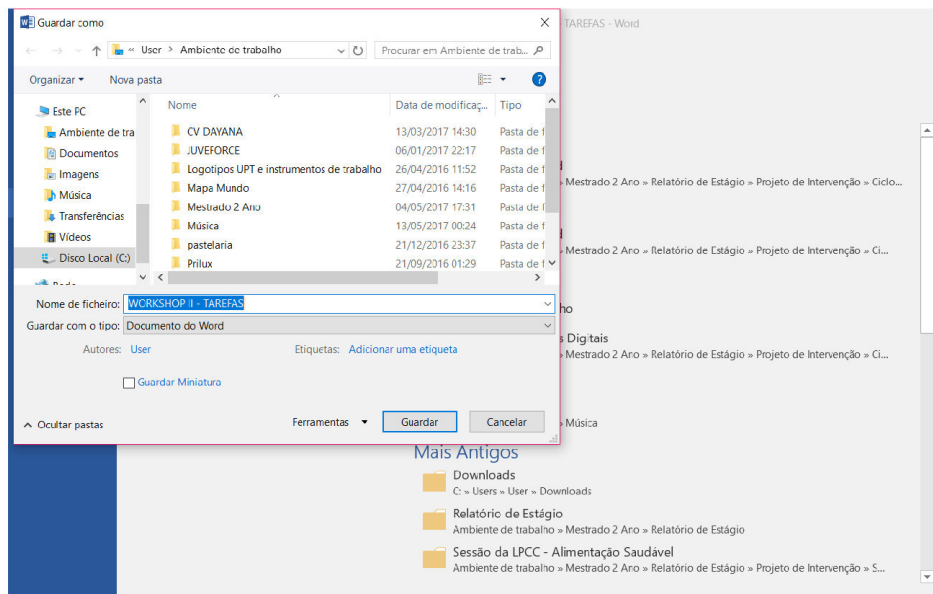 Guardar como
TAREFAS - Word
« User > Ambiente de trabalho
Procurar em Ambiente de trab...
Organizar
Nova pasta
?
Este PC
Ambiente de tra
Documentos
Imagens
Música
Transferências
Vídeos
Disco Local (C:)
Nome Data de modificaç... Tipo
CV DAYANA 13/03/2017 14:30 Pasta de f
JUVEFORCE 06/01/2017 22:17 Pasta de f
Logotipos UPT e instrumentos de trabalho 26/04/2016 11:52 Pasta de f
Mapa Mundo 27/04/2016 14:16 Pasta de f
Mestrado 2 Ano 04/05/2017 17:31 Pasta de f
Música 13/05/2017 00:24 Pasta de f
pastelaria 21/12/2016 23:37 Pasta de f
Prilux 21/09/2016 01:29 Pasta de f
Nome de ficheiro: WORKSHOP II - TAREFAS
Guardar com o tipo: Documento do Word
Autores: User
Etiquetas: Adicionar uma etiqueta
Guardar Miniatura
Ocultar pastas
Ferramentas
Guardar
Cancelar
» Mestrado 2 Ano » Relatório de Estágio » Projeto de Intervenção » Ciclo...
» Mestrado 2 Ano » Relatório de Estágio » Projeto de Intervenção » Ci...
ho
s Digitais
» Mestrado 2 Ano » Relatório de Estágio » Projeto de Intervenção » Ci...
» Música
Mais Antigos
Downloads
C: » Users » User » Downloads
Relatório de Estágio
Ambiente de trabalho » Mestrado 2 Ano » Relatório de Estágio
Sessão da LPCC - Alimentação Saudável
Ambiente de trabalho » Mestrado 2 Ano » Relatório de Estágio » Projeto de Intervenção » S...